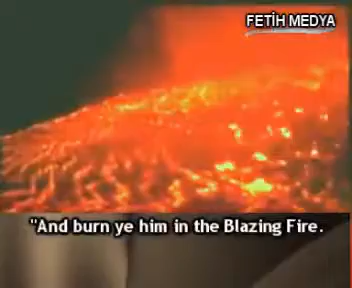 FETİH MEDYA
"And burn ye him in the Blazing Fire.